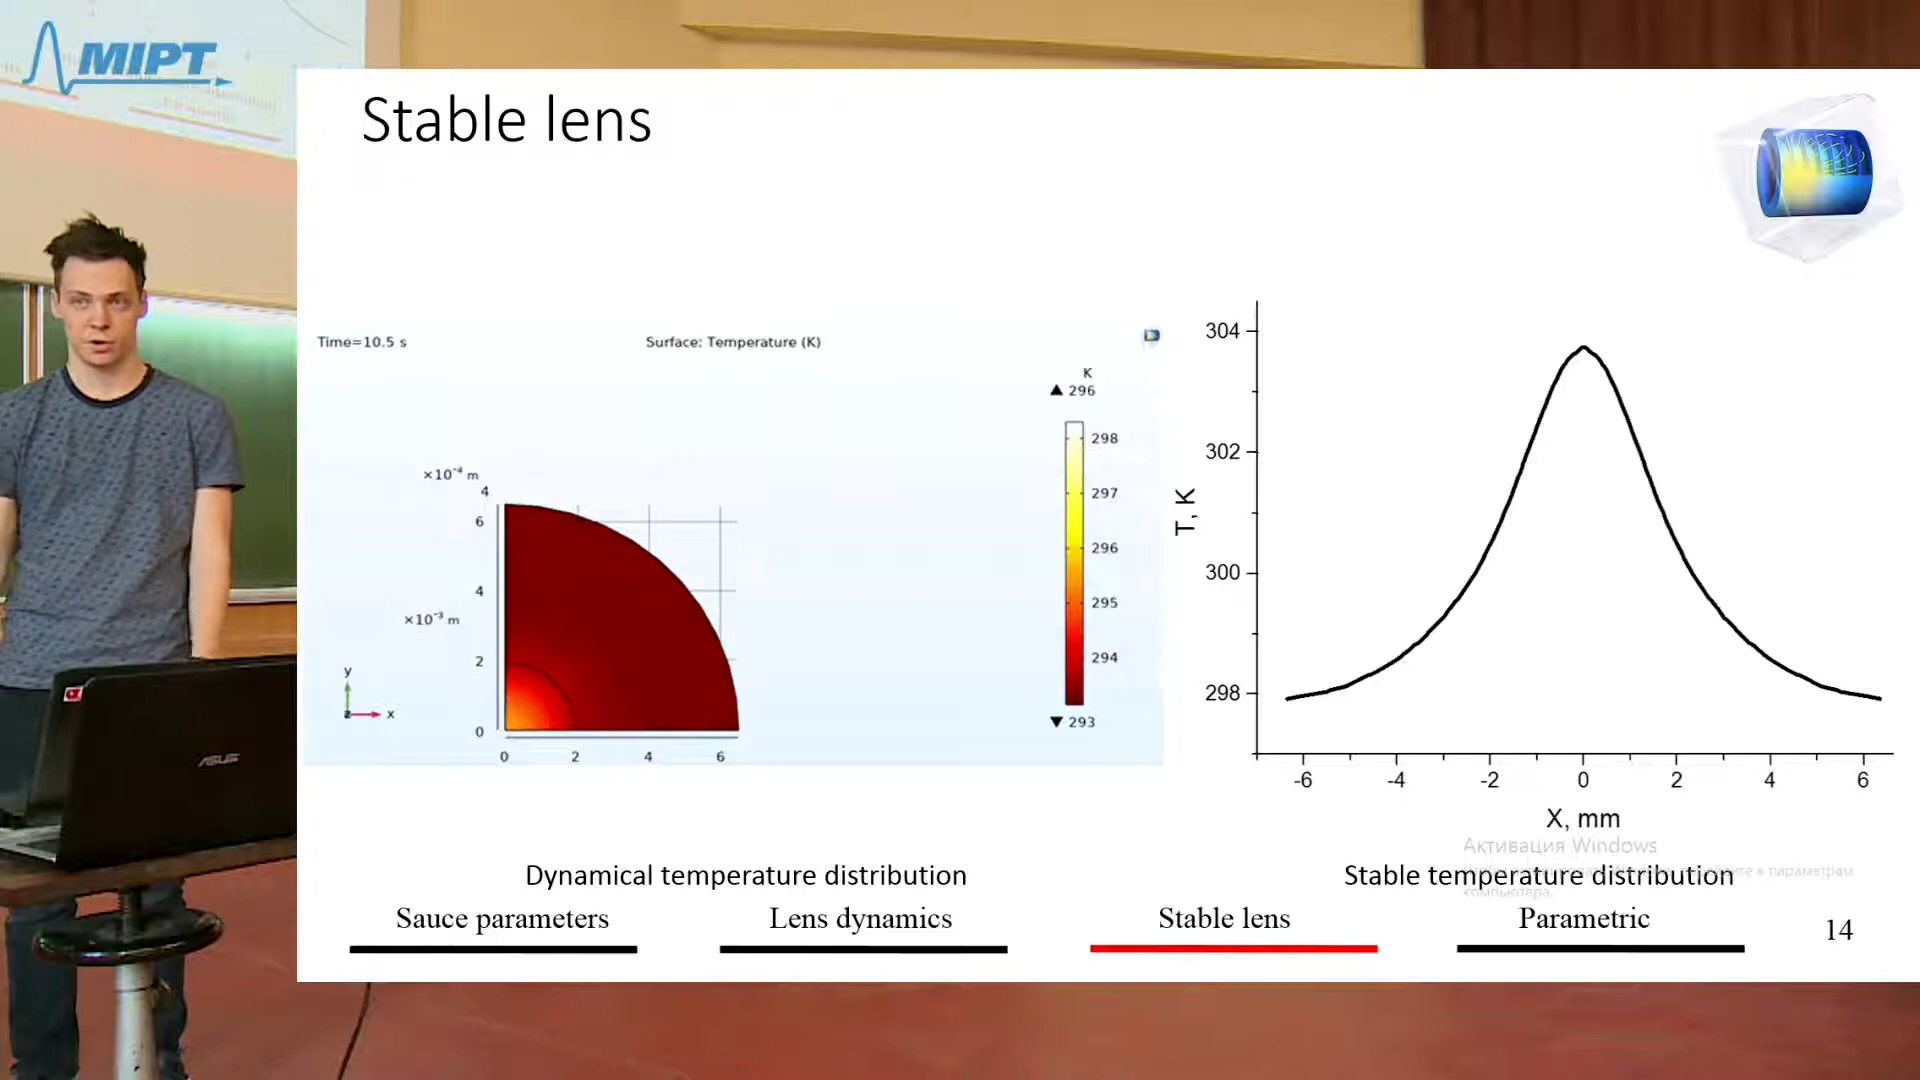 MIPT
Stable lens
Time=10.5 s
Surface: Temperature (K)
K
▲ 296
298
297
296
295
294
▼ 293
×10⁻⁴ m
4
6
4
×10⁻³ m
2
0
0 2 4 6
y
z x
304
302
300
298
T, K
-6 -4 -2 0 2 4 6
X, mm
Активация Windows
компьютера.
Dynamical temperature distribution
Stable temperature distribution
Sauce parameters
Lens dynamics
Stable lens
Parametric
14
ASUS